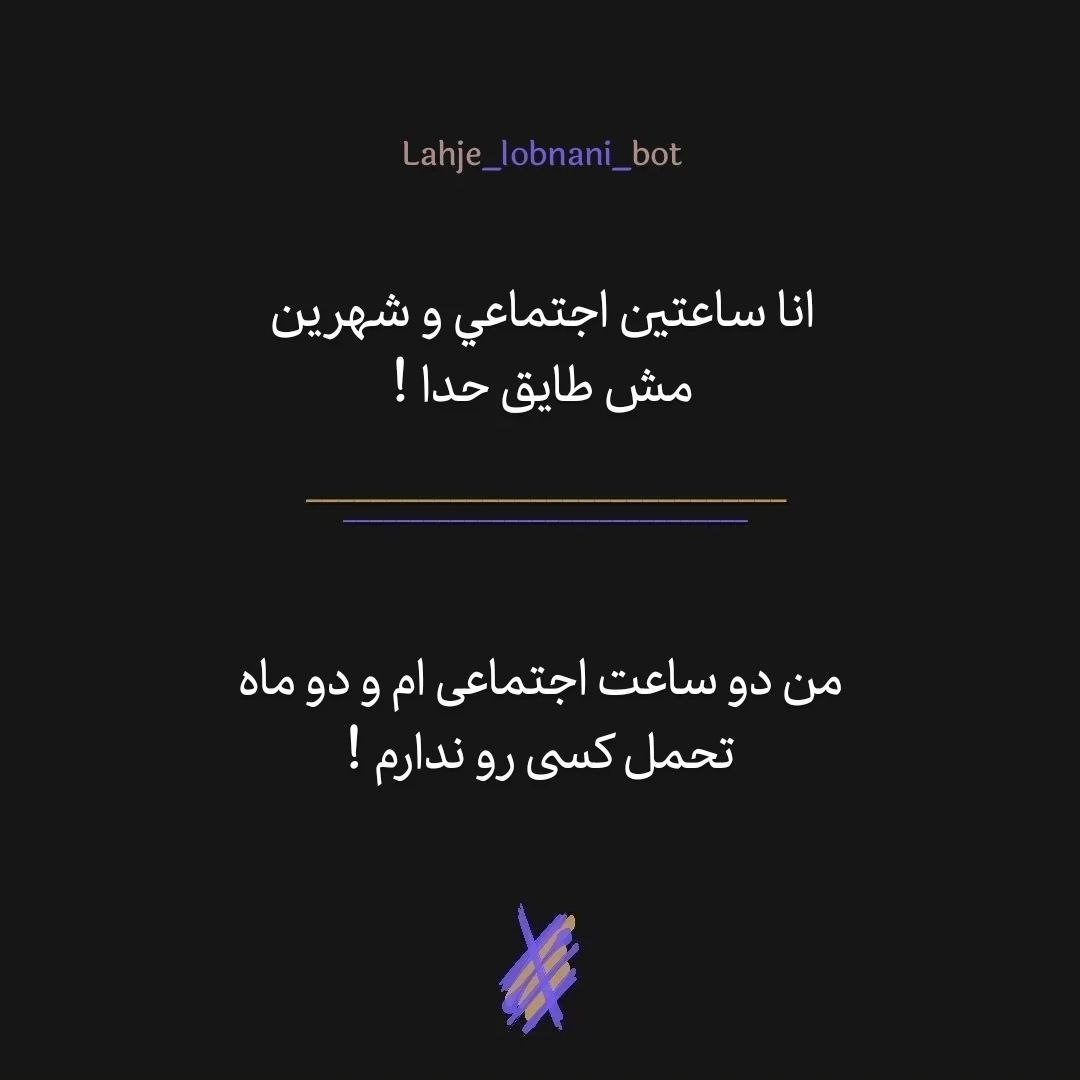 Lahje_lobnani_bot
انا ساعتين اجتماعي و شهرين
مش طايق حدا !
من دو ساعت اجتماعی ام و دو ماه
تحمل کسی رو ندارم !